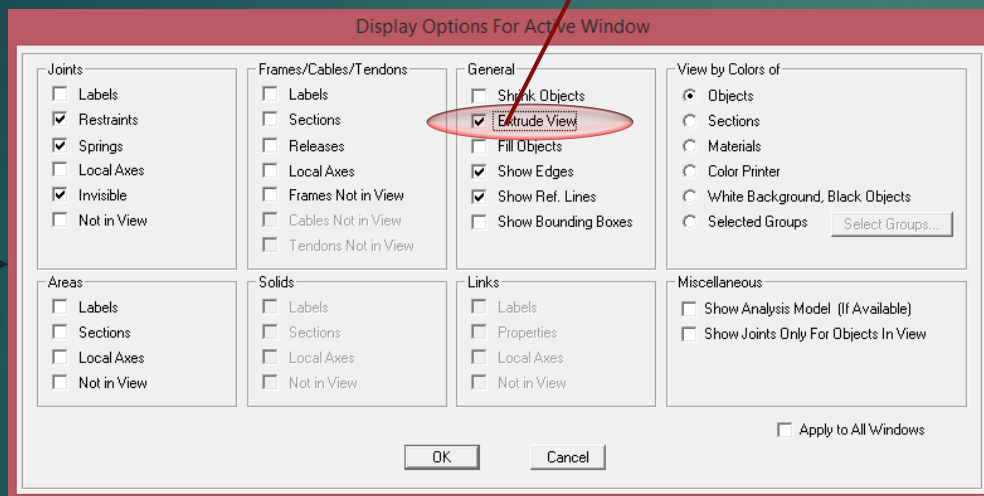 Display Options For Active Window
Joints
Labels
Restraints
Springs
Local Axes
Invisible
Not in View
Frames/Cables/Tendons
Labels
Sections
Releases
Local Axes
Frames Not in View
Cables Not in View
Tendons Not in View
General
Shrink Objects
Extrude View
Fill Objects
Show Edges
Show Ref. Lines
Show Bounding Boxes
View by Colors of
Objects
Sections
Materials
Color Printer
White Background, Black Objects
Selected Groups
Select Groups...
Areas
Labels
Sections
Local Axes
Not in View
Solids
Labels
Sections
Local Axes
Not in View
Links
Labels
Properties
Local Axes
Not in View
Miscellaneous
Show Analysis Model (If Available)
Show Joints Only For Objects In View
Apply to All Windows
OK
Cancel